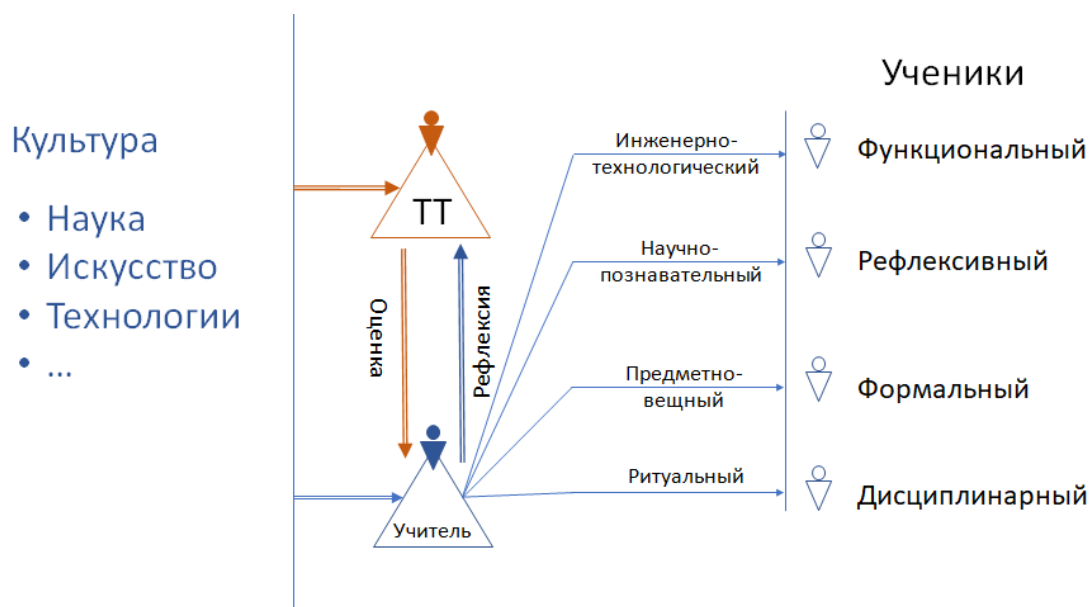 Культура
• Наука
• Искусство
• Технологии
• ...
ТТ
Оценка
Рефлексия
Учитель
Инженерно-
технологический
Научно-
познавательный
Предметно-
вещный
Ритуальный
Ученики
Функциональный
Рефлексивный
Формальный
Дисциплинарный